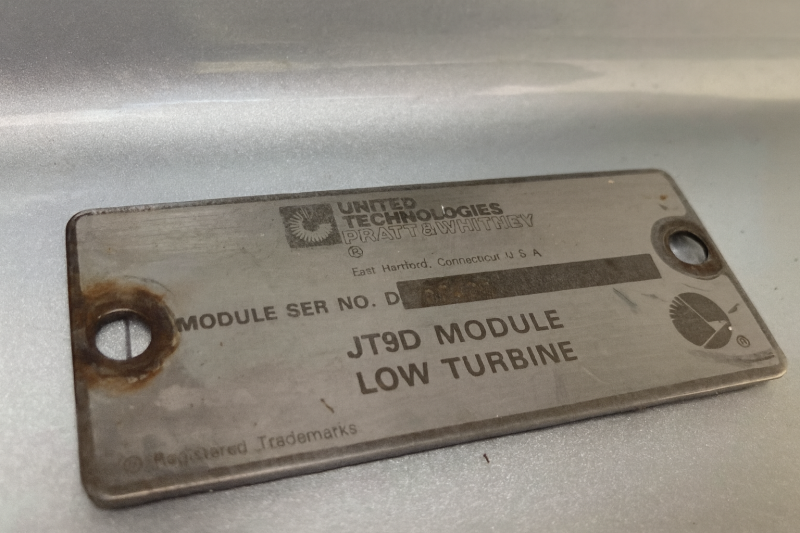 UNITED
TECHNOLOGIES
PRATT & WHITNEY
®
East Hartford, Connecticut U S A
MODULE SER NO. D
JT9D MODULE
LOW TURBINE
®
® Registered Trademarks